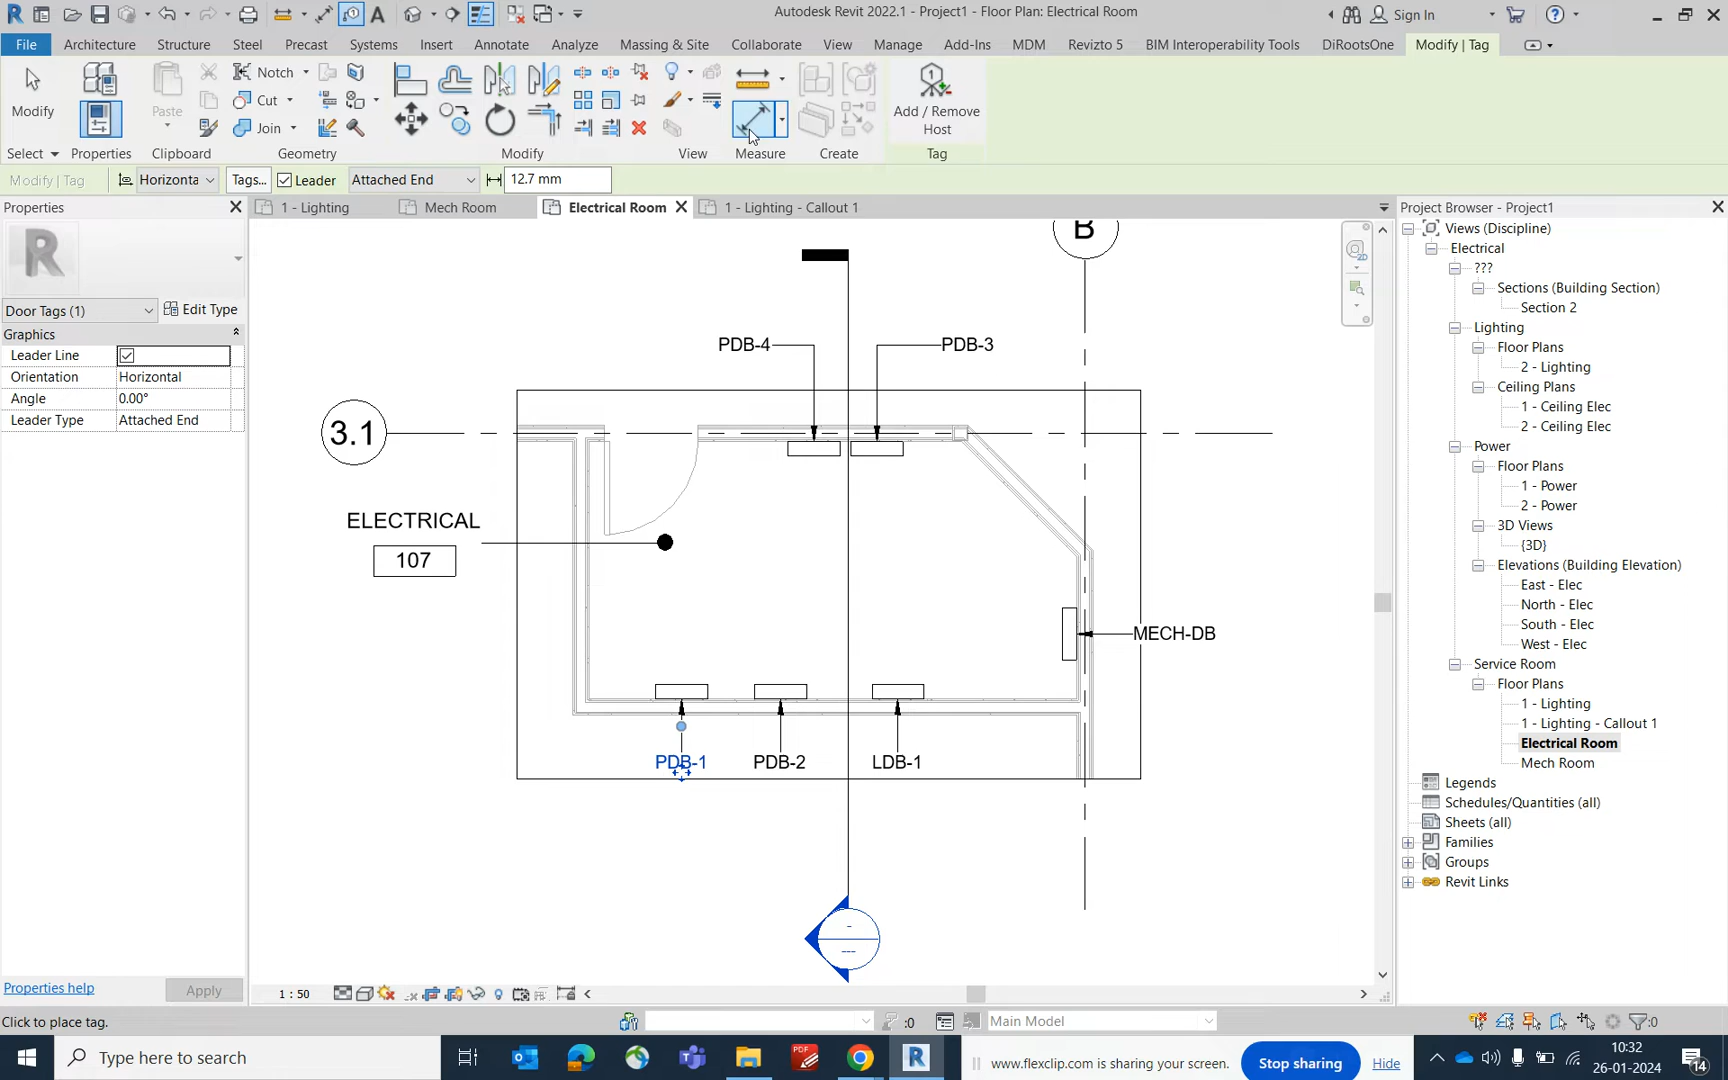 Autodesk Revit 2022.1 - Project1 - Floor Plan: Electrical Room
Sign In
File Architecture Structure Steel Precast Systems Insert Annotate Analyze Massing & Site Collaborate View Manage Add-Ins MDM Revizto 5 BIM Interoperability Tools DiRootsOne Modify | Tag
Modify
Paste
Notch
Cut
Join
Add / Remove
Host
Select Properties Clipboard Geometry Modify View Measure Create Tag
Modify | Tag Horizonta Tags... Leader Attached End 12.7 mm
Properties
1 - Lighting Mech Room Electrical Room 1 - Lighting - Callout 1
Door Tags (1) Edit Type
Graphics
Leader Line
Orientation Horizontal
Angle 0.00°
Leader Type Attached End
Properties help Apply
B
PDB-4
PDB-3
3.1
ELECTRICAL
107
MECH-DB
PDB-1
PDB-2
LDB-1
1 : 50
Project Browser - Project1
Views (Discipline)
Electrical
???
Sections (Building Section)
Section 2
Lighting
Floor Plans
2 - Lighting
Ceiling Plans
1 - Ceiling Elec
2 - Ceiling Elec
Power
Floor Plans
1 - Power
2 - Power
3D Views
{3D}
Elevations (Building Elevation)
East - Elec
North - Elec
South - Elec
West - Elec
Service Room
Floor Plans
1 - Lighting
1 - Lighting - Callout 1
Electrical Room
Mech Room
Legends
Schedules/Quantities (all)
Sheets (all)
Families
Groups
Revit Links
Click to place tag.
:0
Main Model
:0
Type here to search
www.flexclip.com is sharing your screen.
Stop sharing
Hide
10:32
26-01-2024
14